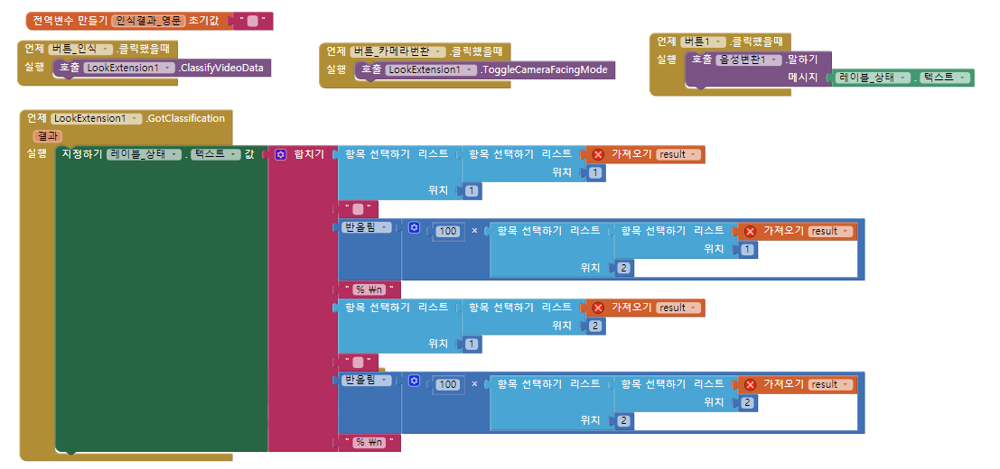 전역변수 만들기 인식결과_영문 초기값 " "
언제 버튼_인식 .클릭했을때
실행 호출 LookExtension1 .ClassifyVideoData
언제 버튼_카메라변환 .클릭했을때
실행 호출 LookExtension1 .ToggleCameraFacingMode
언제 버튼1 .클릭했을때
실행 호출 음성변환1 .말하기
메시지 레이블_상태 . 텍스트
언제 LookExtension1 .GotClassification
결과
실행 지정하기 레이블_상태 . 텍스트 값 합치기 항목 선택하기 리스트 항목 선택하기 리스트 가져오기 result
위치 1
위치 1
" "
반올림 100 × 항목 선택하기 리스트 항목 선택하기 리스트 가져오기 result
위치 1
위치 2
" % ₩n "
항목 선택하기 리스트 항목 선택하기 리스트 가져오기 result
위치 2
위치 1
" "
반올림 100 × 항목 선택하기 리스트 항목 선택하기 리스트 가져오기 result
위치 2
위치 2
" % ₩n "